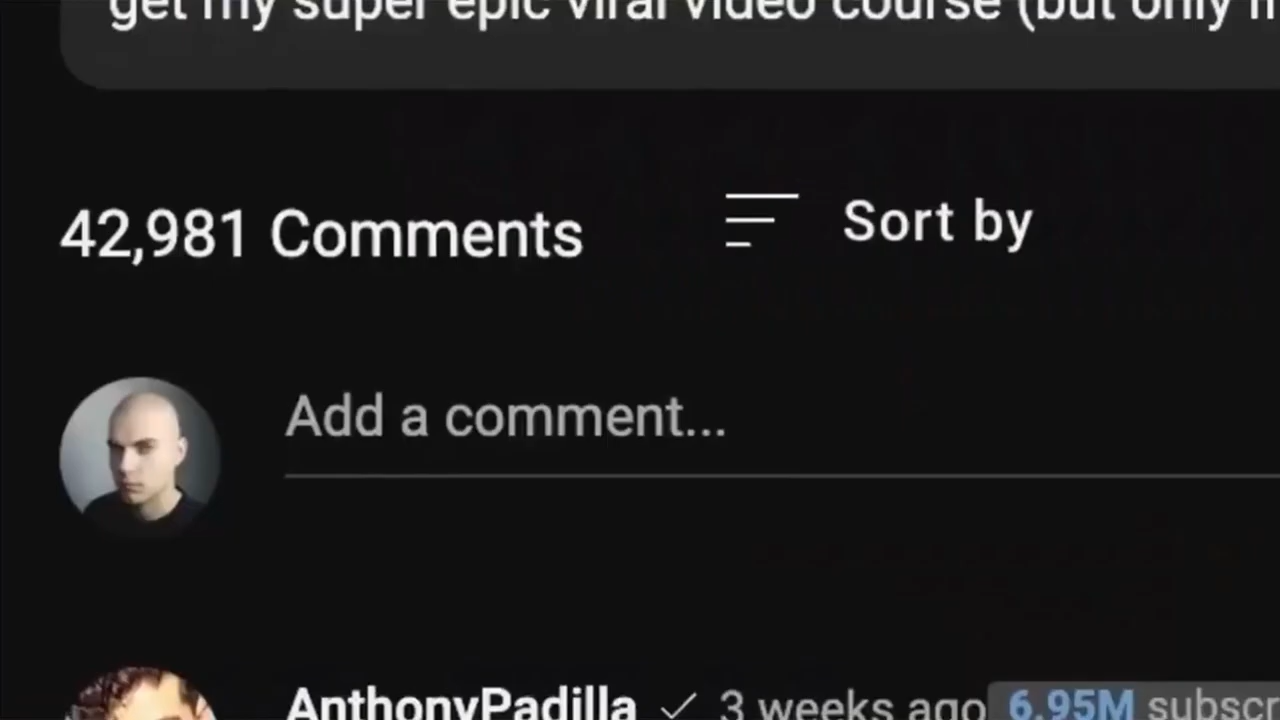 get my super epic viral video course (but only
42,981 Comments
Sort by
Add a comment...
AnthonyPadilla ✓ 3 weeks ago 6.95M subscr